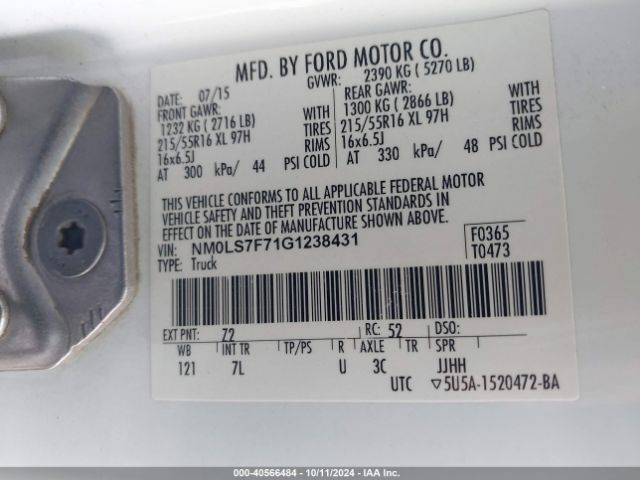 MFD. BY FORD MOTOR CO.
DATE: 07/15 GVWR: 2390 KG ( 5270 LB)
FRONT GAWR: REAR GAWR:
1232 KG ( 2716 LB) WITH 1300 KG ( 2866 LB) WITH
215/55R16 XL 97H TIRES 215/55R16 XL 97H TIRES
16x6.5J RIMS 16x6.5J RIMS
AT 300 kPa/ 44 PSI COLD AT 330 kPa/ 48 PSI COLD
THIS VEHICLE CONFORMS TO ALL APPLICABLE FEDERAL MOTOR
VEHICLE SAFETY AND THEFT PREVENTION STANDARDS IN
EFFECT ON THE DATE OF MANUFACTURE SHOWN ABOVE.
VIN: NM0LS7F71G1238431 F0365
TYPE: Truck T0473
EXT PNT: 72 RC: 52 DSO:
WB INT TR TP/PS R AXLE TR SPR
121 7L U 3C JJHH
UTC ▽5U5A-1520472-BA
000-40566484 - 10/11/2024 - IAAI.COM